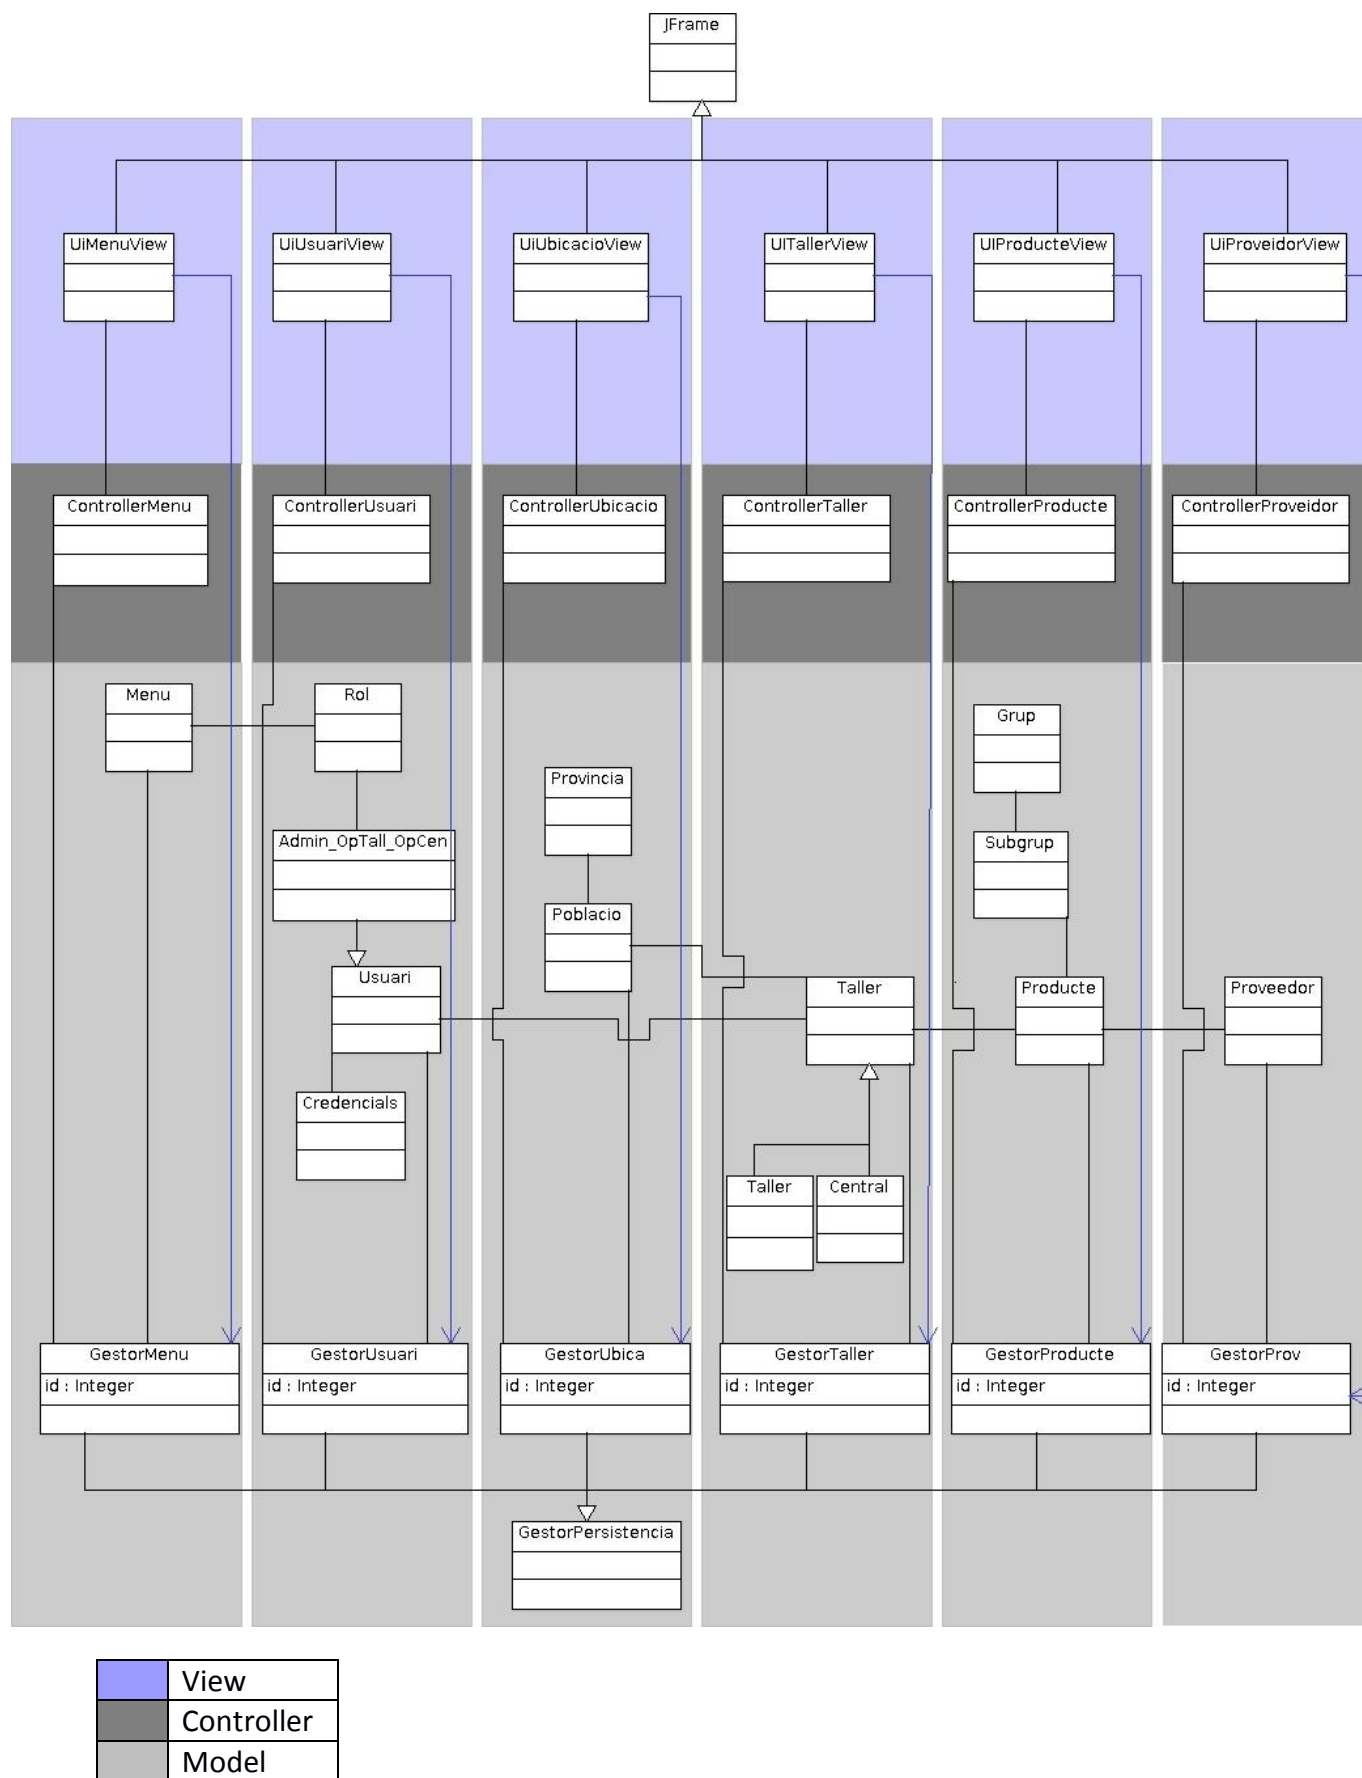 JFrame
UiMenuView
UiUsuariView
UiUbicacioView
UITallerView
UIProducteView
UiProveidorView
ControllerMenu
ControllerUsuari
ControllerUbicacio
ControllerTaller
ControllerProducte
ControllerProveidor
Menu
Rol
Grup
Provincia
Admin_OpTall_OpCen
Subgrup
Poblacio
Usuari
Taller
Producte
Proveedor
Credencials
Taller
Central
GestorMenu
id : Integer
GestorUsuari
id : Integer
GestorUbica
id : Integer
GestorTaller
id : Integer
GestorProducte
id : Integer
GestorProv
id : Integer
GestorPersistencia
View
Controller
Model